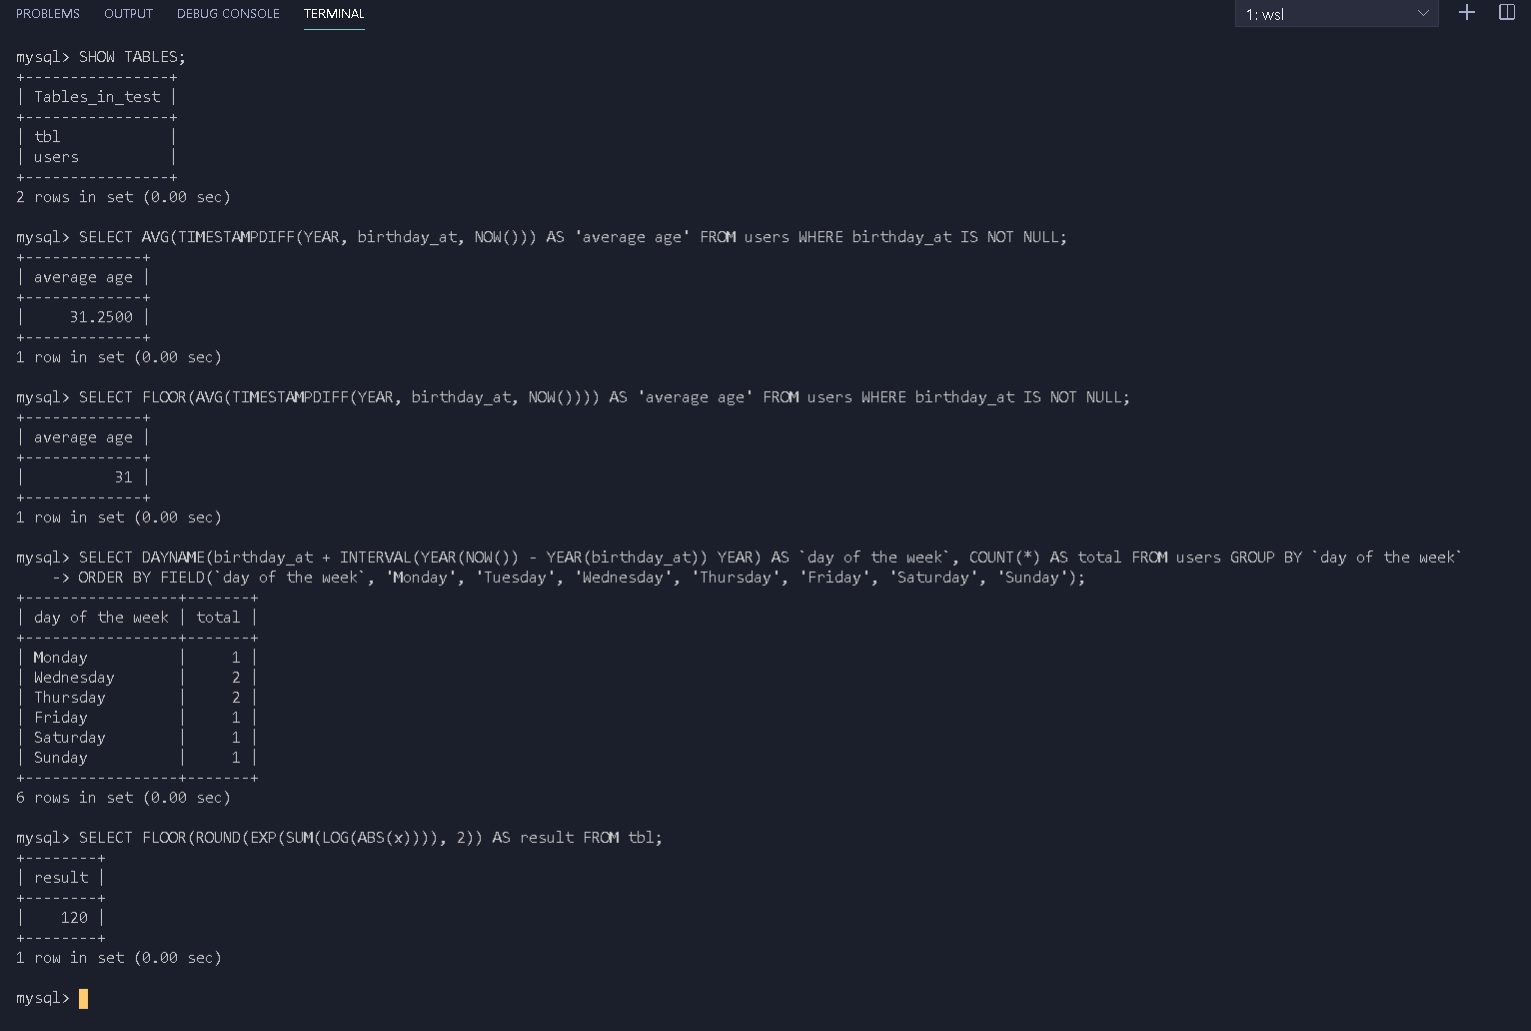 PROBLEMS OUTPUT DEBUG CONSOLE TERMINAL 1: wsl
mysql> SHOW TABLES;
+----------------+
| Tables_in_test |
+----------------+
| tbl            |
| users          |
+----------------+
2 rows in set (0.00 sec)
mysql> SELECT AVG(TIMESTAMPDIFF(YEAR, birthday_at, NOW())) AS 'average age' FROM users WHERE birthday_at IS NOT NULL;
+-------------+
| average age |
+-------------+
|     31.2500 |
+-------------+
1 row in set (0.00 sec)
mysql> SELECT FLOOR(AVG(TIMESTAMPDIFF(YEAR, birthday_at, NOW()))) AS 'average age' FROM users WHERE birthday_at IS NOT NULL;
+-------------+
| average age |
+-------------+
|          31 |
+-------------+
1 row in set (0.00 sec)
mysql> SELECT DAYNAME(birthday_at + INTERVAL(YEAR(NOW()) - YEAR(birthday_at)) YEAR) AS `day of the week`, COUNT(*) AS total FROM users GROUP BY `day of the week`
    -> ORDER BY FIELD(`day of the week`, 'Monday', 'Tuesday', 'Wednesday', 'Thursday', 'Friday', 'Saturday', 'Sunday');
+-----------------+-------+
| day of the week | total |
+-----------------+-------+
| Monday          |     1 |
| Wednesday       |     2 |
| Thursday        |     2 |
| Friday          |     1 |
| Saturday        |     1 |
| Sunday          |     1 |
+-----------------+-------+
6 rows in set (0.00 sec)
mysql> SELECT FLOOR(ROUND(EXP(SUM(LOG(ABS(x)))), 2)) AS result FROM tbl;
+--------+
| result |
+--------+
|    120 |
+--------+
1 row in set (0.00 sec)
mysql>